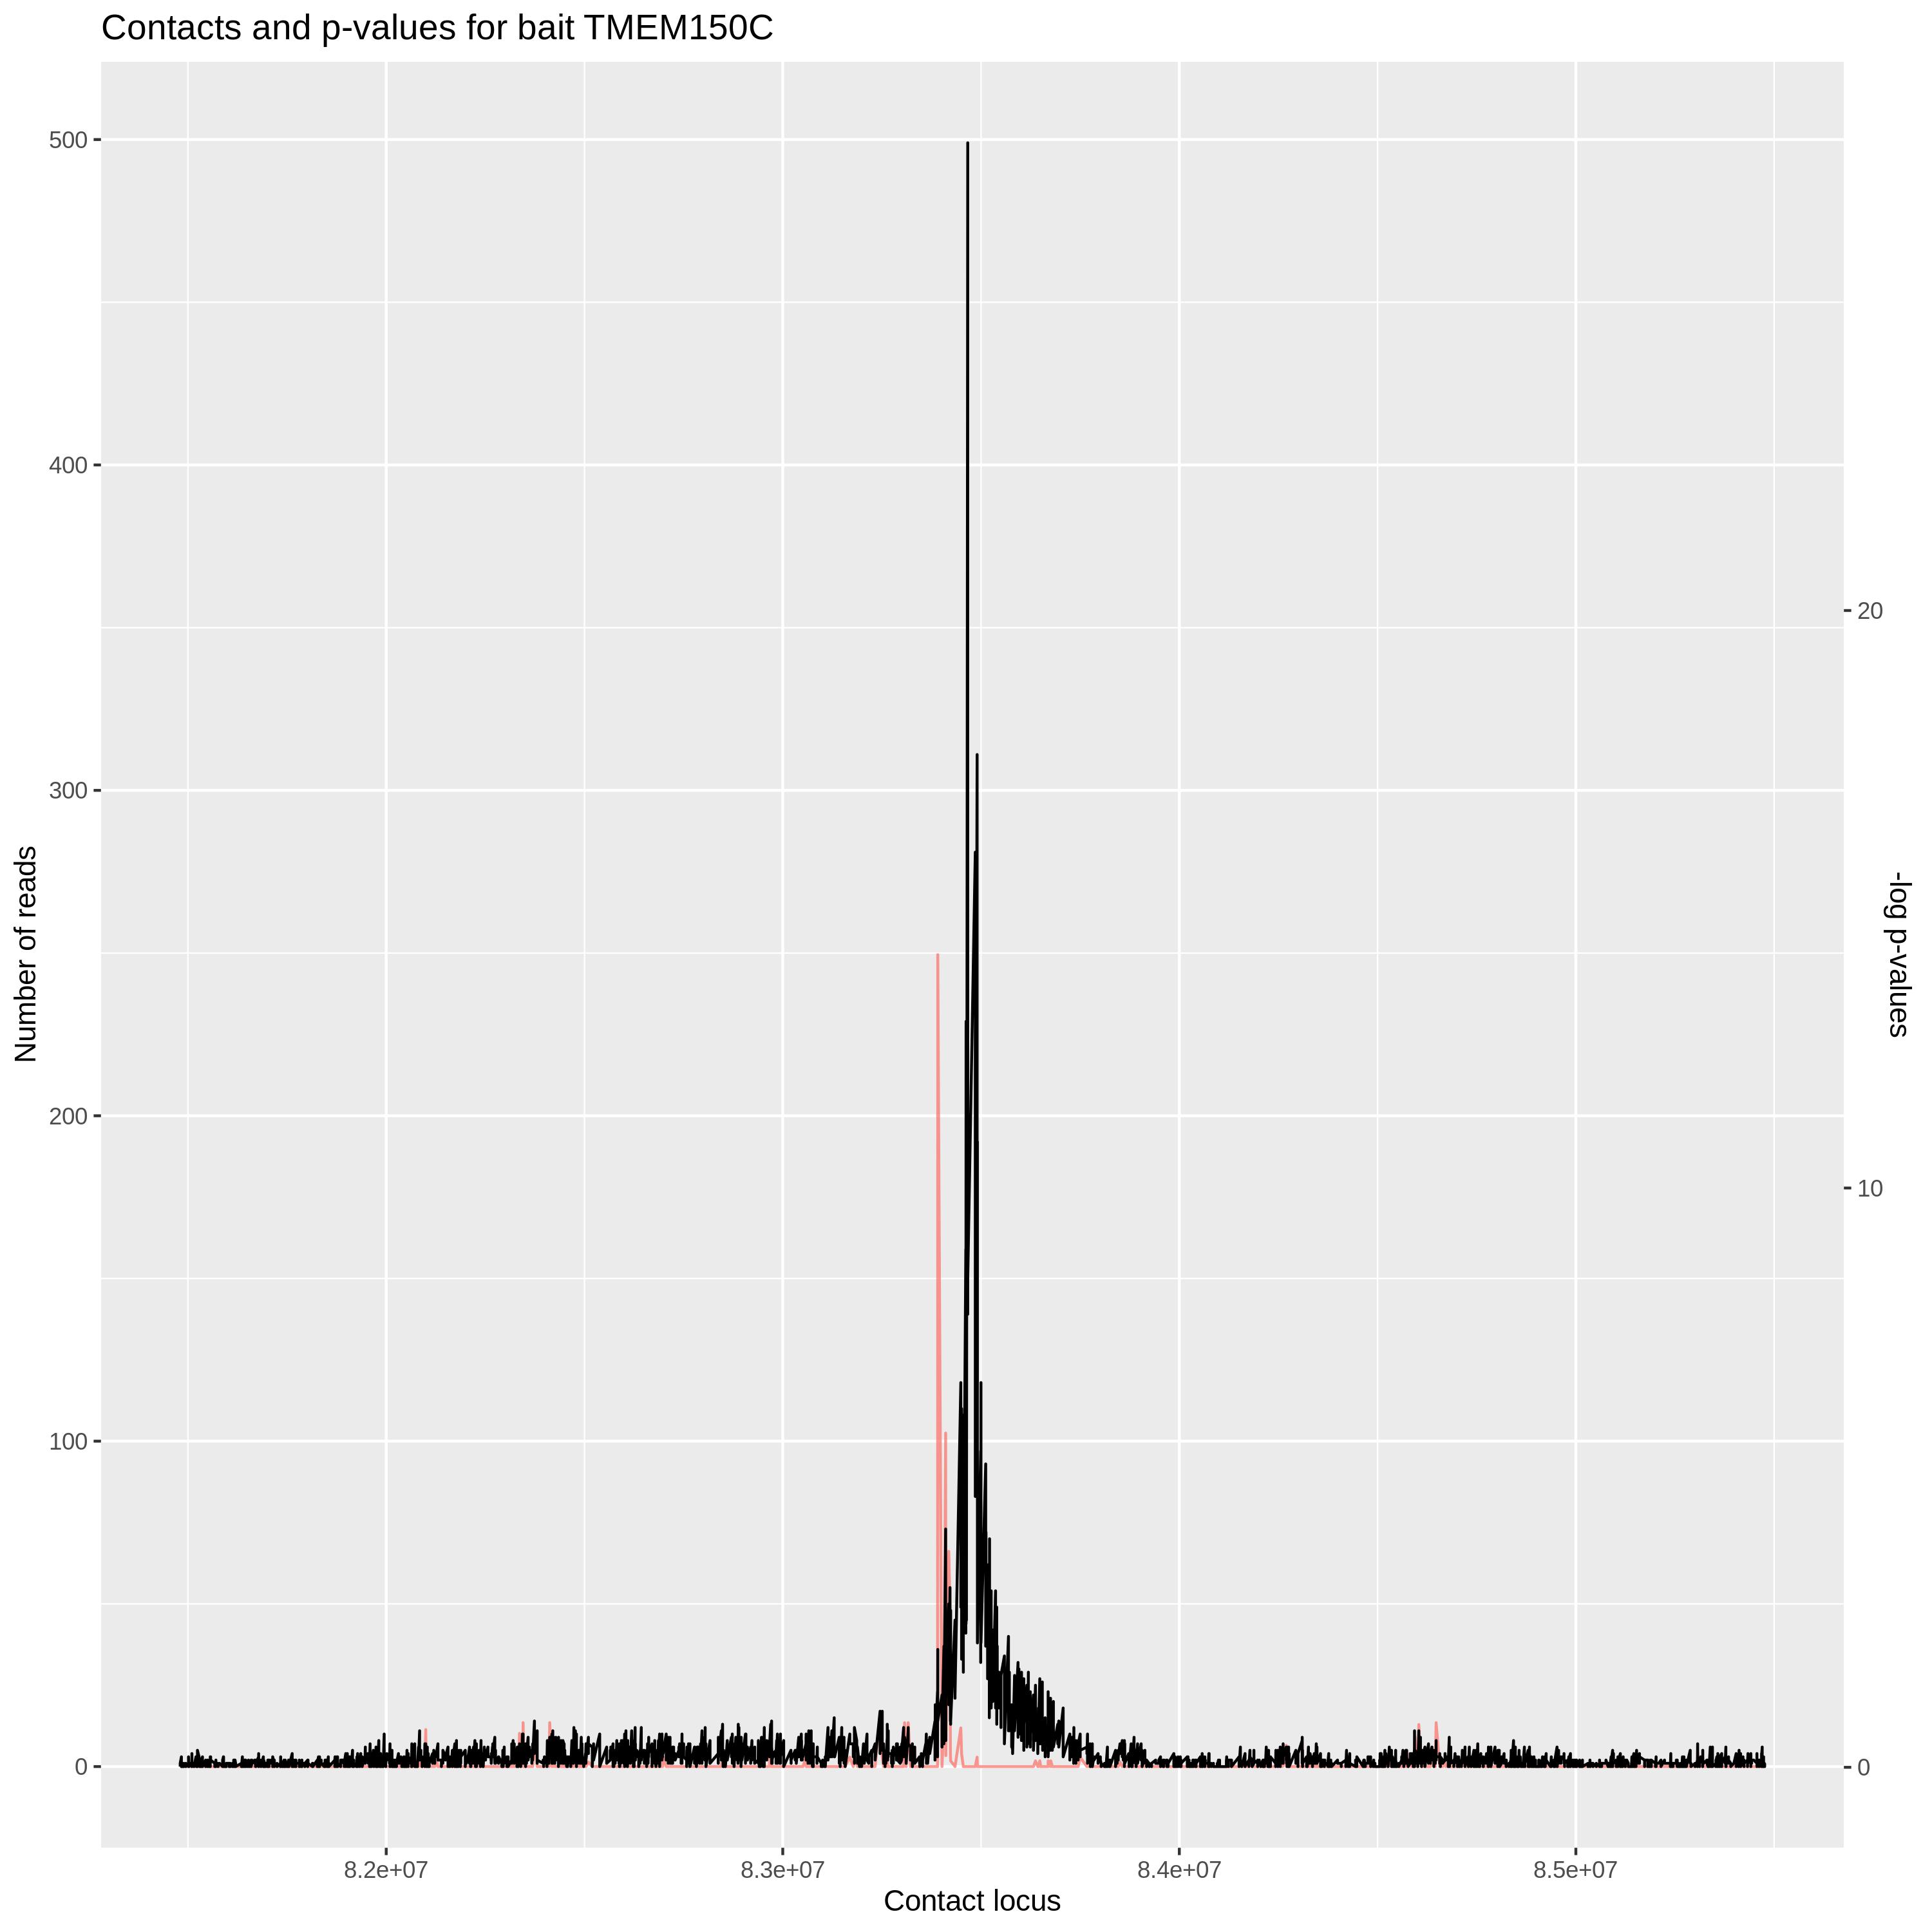 Contacts and p-values for bait TMEM150C
500
400
300
200
100
0
Number of reads
20
10
0
-log p-values
8.2e+07
8.3e+07
8.4e+07
8.5e+07
Contact locus